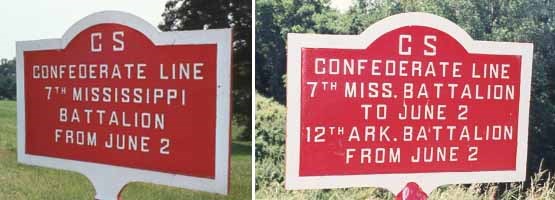 CS
CONFEDERATE LINE
7TH MISSISSIPPI
BATTALION
FROM JUNE 2
CS
CONFEDERATE LINE
7TH MISS. BATTALION
TO JUNE 2
12TH ARK. BATTALION
FROM JUNE 2